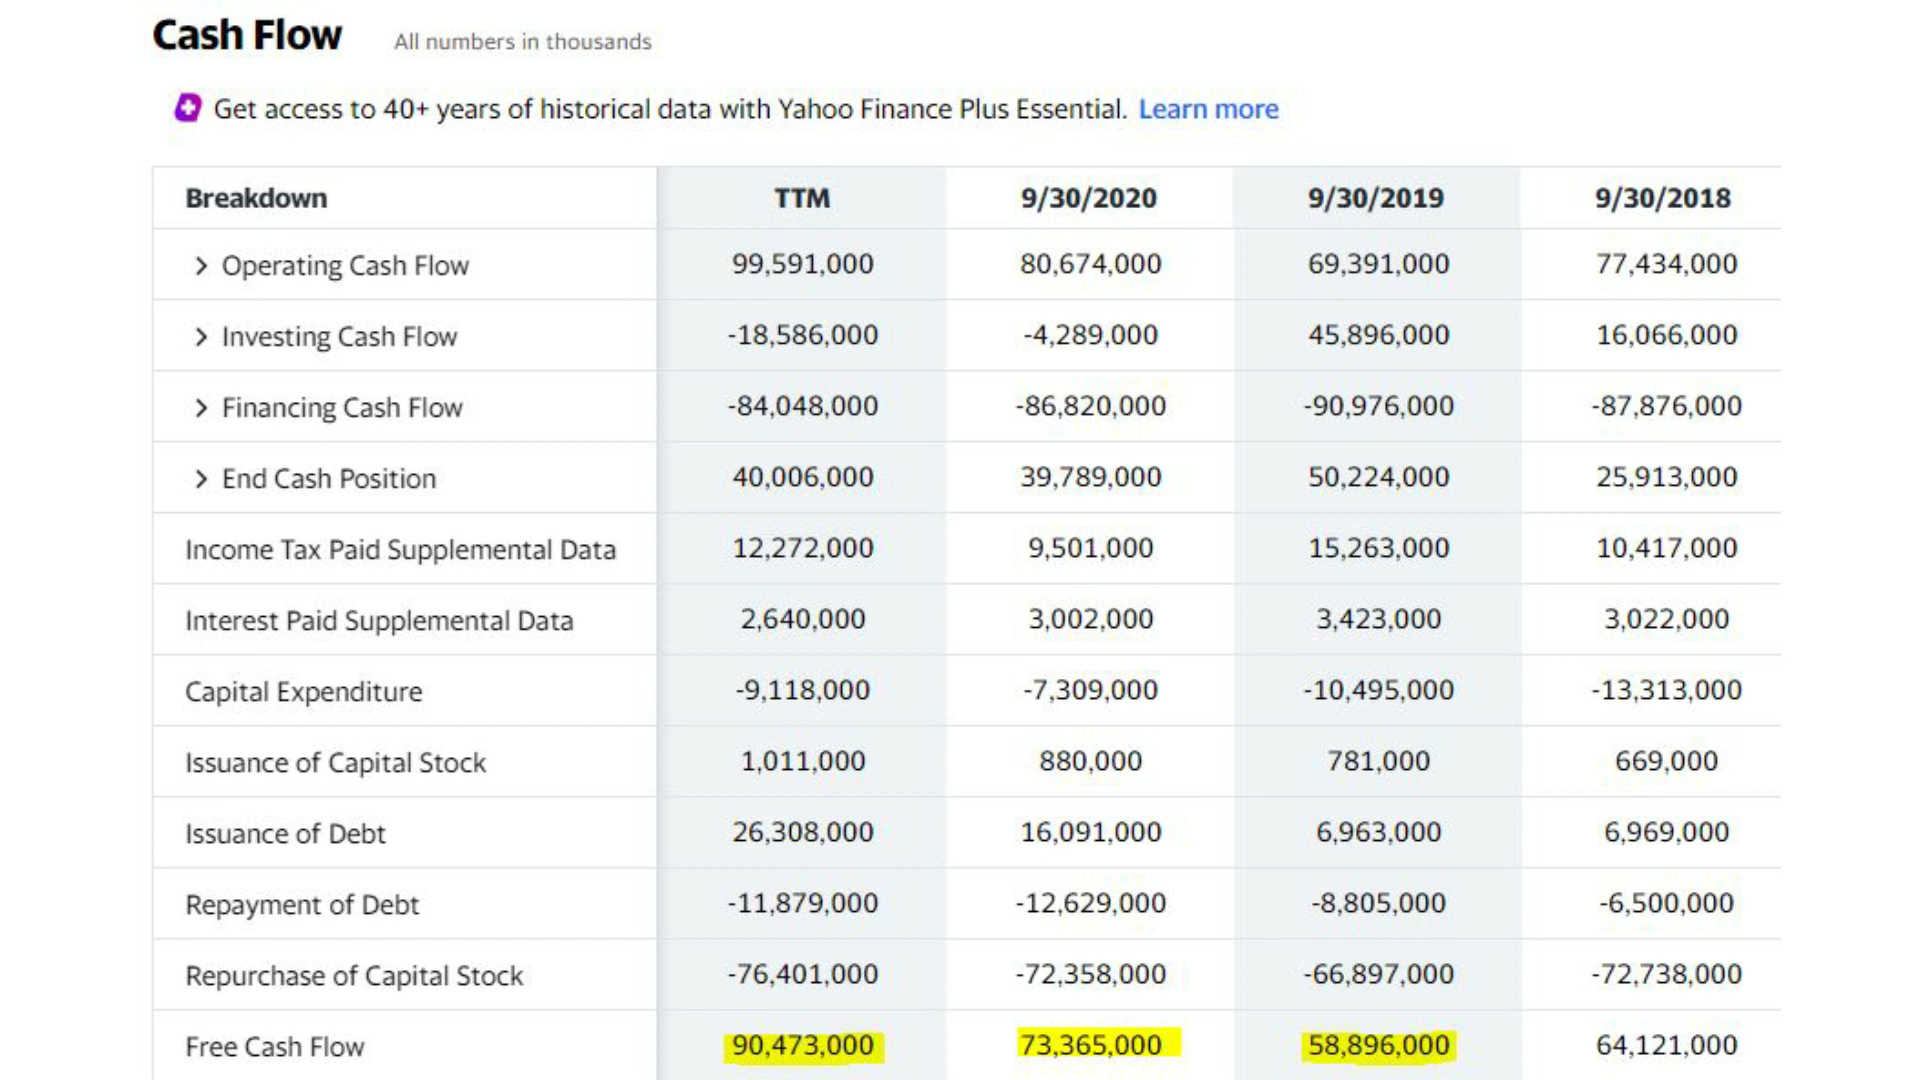 Cash Flow All numbers in thousands
Get access to 40+ years of historical data with Yahoo Finance Plus Essential. Learn more
Breakdown TTM 9/30/2020 9/30/2019 9/30/2018
> Operating Cash Flow 99,591,000 80,674,000 69,391,000 77,434,000
> Investing Cash Flow -18,586,000 -4,289,000 45,896,000 16,066,000
> Financing Cash Flow -84,048,000 -86,820,000 -90,976,000 -87,876,000
> End Cash Position 40,006,000 39,789,000 50,224,000 25,913,000
Income Tax Paid Supplemental Data 12,272,000 9,501,000 15,263,000 10,417,000
Interest Paid Supplemental Data 2,640,000 3,002,000 3,423,000 3,022,000
Capital Expenditure -9,118,000 -7,309,000 -10,495,000 -13,313,000
Issuance of Capital Stock 1,011,000 880,000 781,000 669,000
Issuance of Debt 26,308,000 16,091,000 6,963,000 6,969,000
Repayment of Debt -11,879,000 -12,629,000 -8,805,000 -6,500,000
Repurchase of Capital Stock -76,401,000 -72,358,000 -66,897,000 -72,738,000
Free Cash Flow 90,473,000 73,365,000 58,896,000 64,121,000